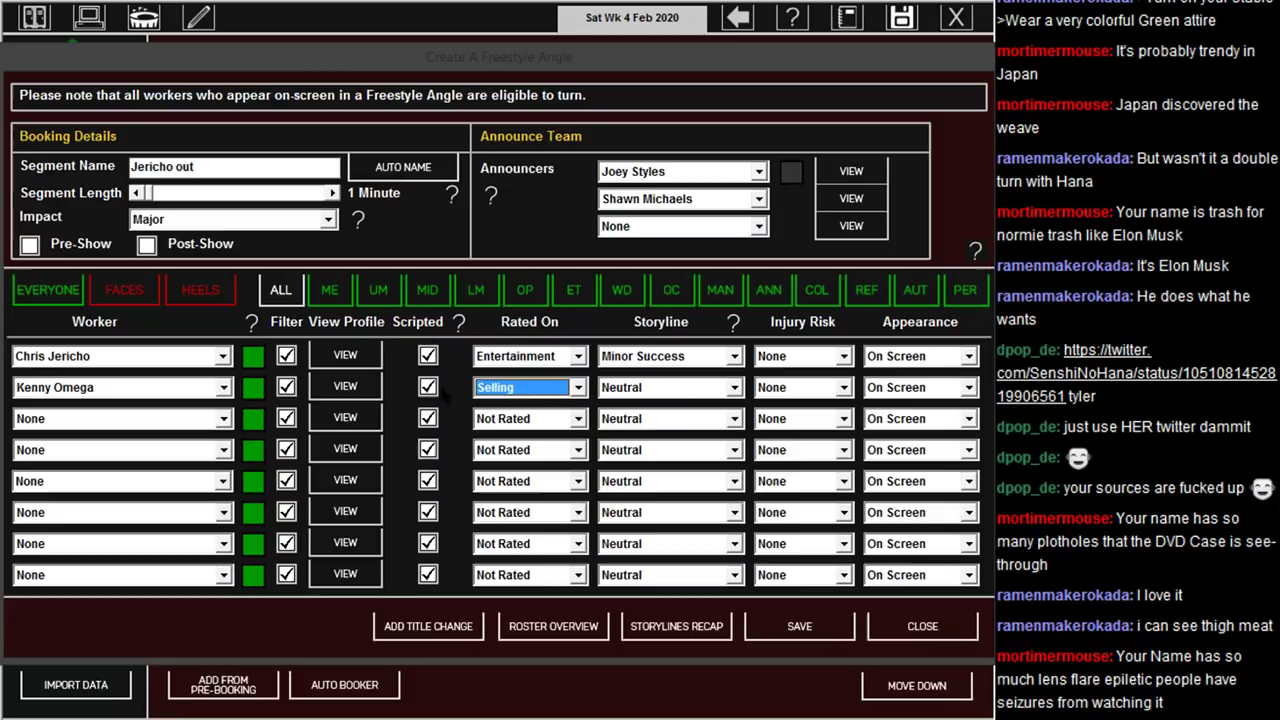 Sat Wk 4 Feb 2020
Create A Freestyle Angle
Please note that all workers who appear on-screen in a Freestyle Angle are eligible to turn.
Booking Details
Announce Team
Segment Name
Jericho out
AUTO NAME
Announcers
Joey Styles
VIEW
Segment Length
1 Minute
?
?
Shawn Michaels
VIEW
Impact
Major
?
None
VIEW
Pre-Show
Post-Show
?
EVERYONE
FACES
HEELS
ALL
ME
UM
MID
LM
OP
ET
WD
OC
MAN
ANN
COL
REF
AUT
PER
Worker
?
Filter
View Profile
Scripted
?
Rated On
Storyline
?
Injury Risk
Appearance
Chris Jericho
VIEW
Entertainment
Minor Success
None
On Screen
Kenny Omega
VIEW
Selling
Neutral
None
On Screen
None
VIEW
Not Rated
Neutral
None
On Screen
None
VIEW
Not Rated
Neutral
None
On Screen
None
VIEW
Not Rated
Neutral
None
On Screen
None
VIEW
Not Rated
Neutral
None
On Screen
None
VIEW
Not Rated
Neutral
None
On Screen
None
VIEW
Not Rated
Neutral
None
On Screen
ADD TITLE CHANGE
ROSTER OVERVIEW
STORYLINES RECAP
SAVE
CLOSE
IMPORT DATA
ADD FROM
PRE-BOOKING
AUTO BOOKER
MOVE DOWN
>Wear a very colorful Green attire
mortimermouse: It's probably trendy in
Japan
mortimermouse: Japan discovered the
weave
ramenmakerokada: But wasn't it a double
turn with Hana
mortimermouse: Your name is trash for
normie trash like Elon Musk
ramenmakerokada: It's Elon Musk
ramenmakerokada: He does what he
wants
dpop_de: https://twitter.
com/SenshiNoHana/status/10510814528
19906561 tyler
dpop_de: just use HER twitter dammit
dpop_de:
dpop_de: your sources are fucked up
mortimermouse: Your name has so
many plotholes that the DVD Case is see-
through
ramenmakerokada: I love it
ramenmakerokada: i can see thigh meat
mortimermouse: Your Name has so
much lens flare epiletic people have
seizures from watching it